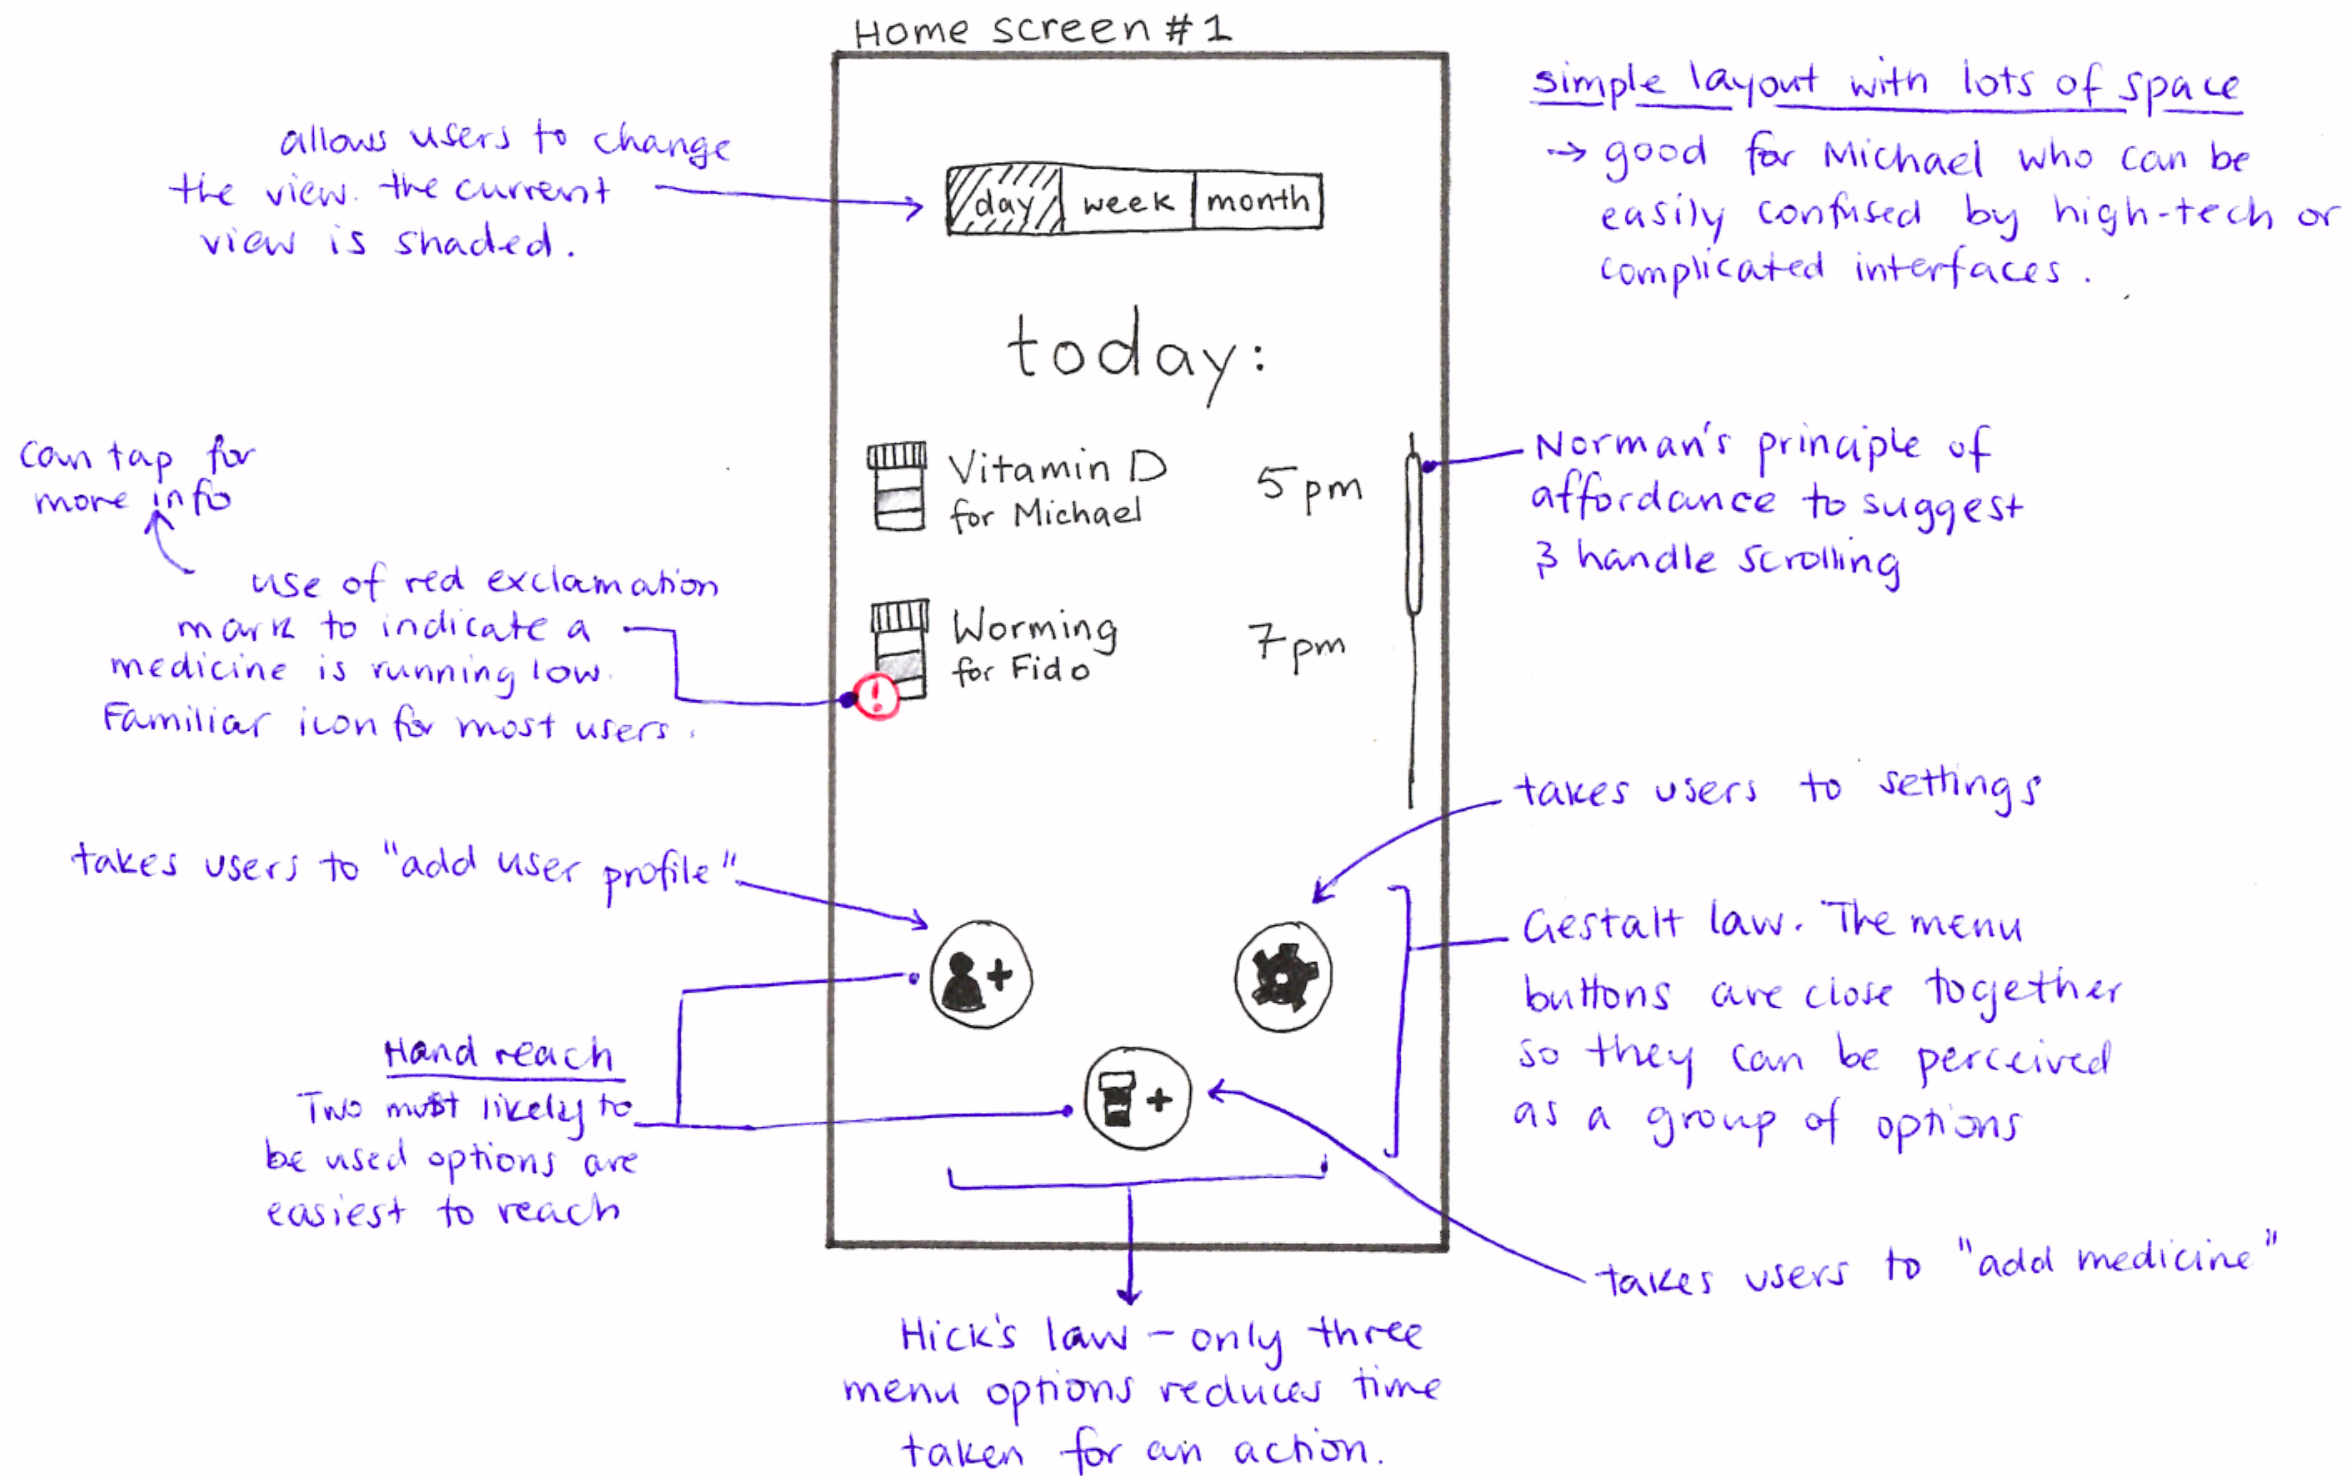 Home screen #1
allows users to change
the view. the current
view is shaded.
simple layout with lots of space
→ good for Michael who can be
easily confused by high-tech or
complicated interfaces.
day week month
today:
can tap for
more info
Vitamin D
for Michael
5pm
Norman's principle of
affordance to suggest
& handle scrolling
use of red exclamation
mark to indicate a
medicine is running low.
Familiar icon for most users.
Worming
for Fido
7pm
!
takes users to settings
takes users to "add user profile"
+
Gestalt law. The menu
buttons are close together
so they can be perceived
as a group of options
Hand reach
Two most likely to
be used options are
easiest to reach
+
takes users to "add medicine"
Hick's law - only three
menu options reduces time
taken for an action.